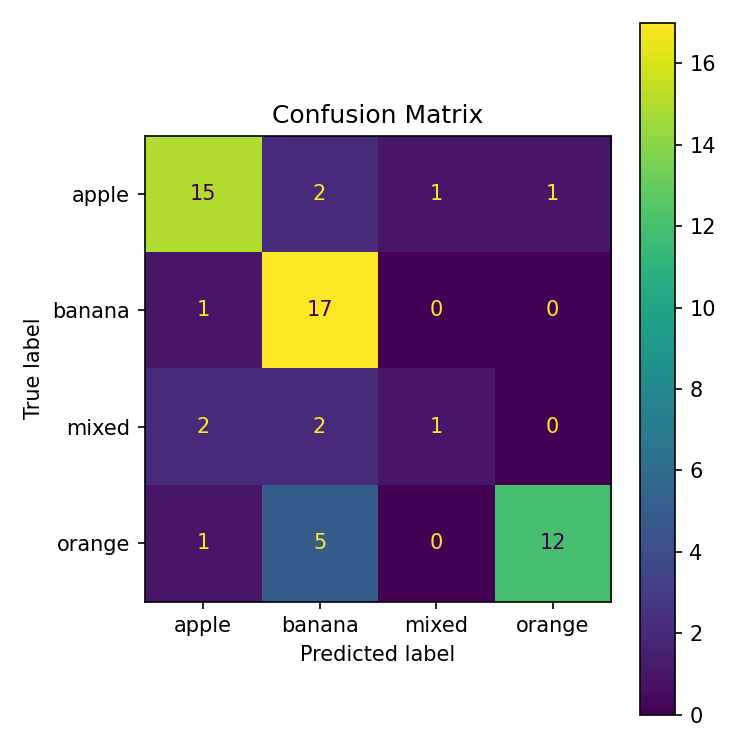 Confusion Matrix
True label
apple 15 2 1 1
banana 1 17 0 0
mixed 2 2 1 0
orange 1 5 0 12
apple banana mixed orange
Predicted label
16
14
12
10
8
6
4
2
0